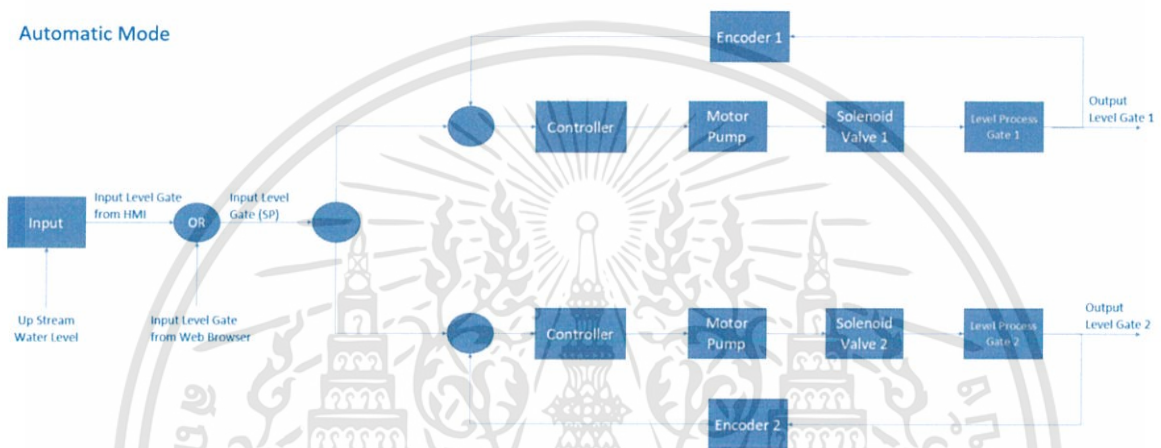 Automatic Mode
Encoder 1
Controller
Motor
Pump
Solenoid
Valve 1
Level Process
Gate 1
Output
Level Gate 1
Input
Input Level Gate
from HMI
OR
Input Level
Gate (SP)
Up Stream
Water Level
Input Level Gate
from Web Browser
Controller
Motor
Pump
Solenoid
Valve 2
Level Process
Gate 2
Output
Level Gate 2
Encoder 2